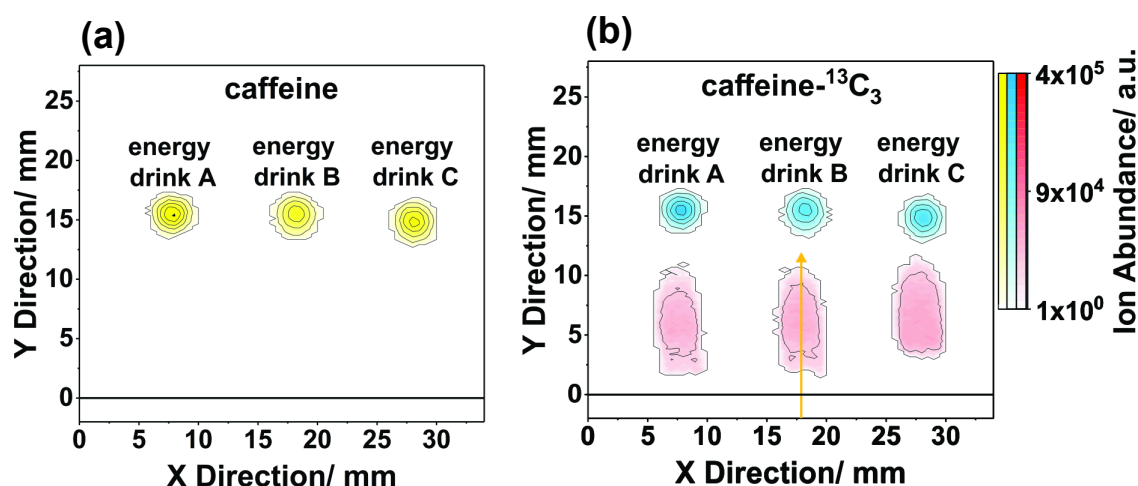 (a)
caffeine
energy
drink A
energy
drink B
energy
drink C
25
20
15
10
5
0
Y Direction/ mm
0 5 10 15 20 25 30
X Direction/ mm
(b)
caffeine-¹³C₃
energy
drink A
energy
drink B
energy
drink C
25
20
15
10
5
0
Y Direction/ mm
0 5 10 15 20 25 30
X Direction/ mm
4x10⁵
9x10⁴
1x10⁰
Ion Abundance/ a.u.